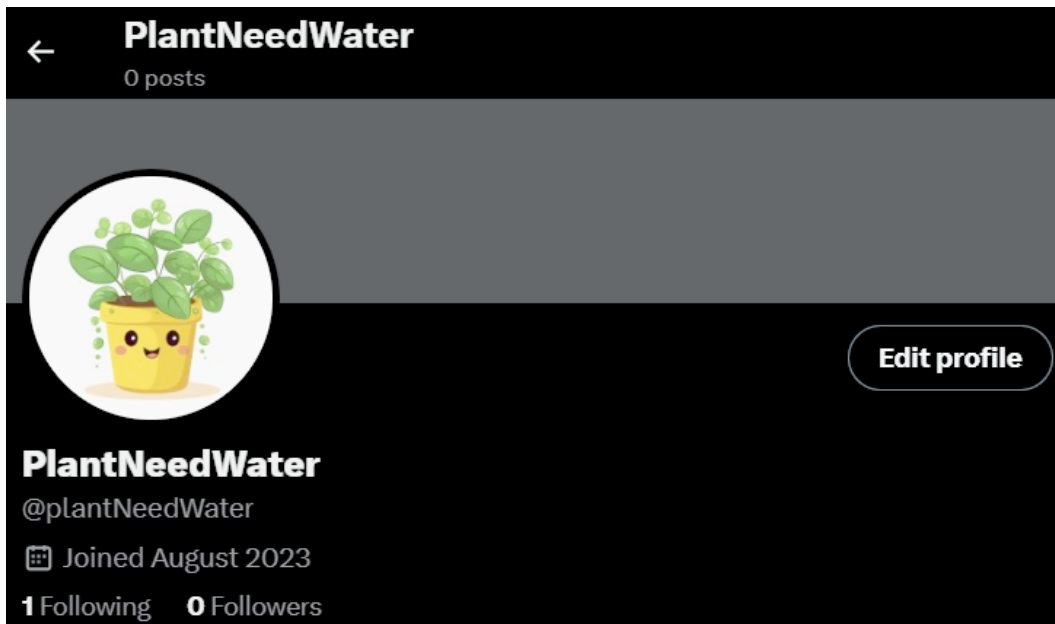 PlantNeedWater
0 posts
Edit profile
PlantNeedWater
@plantNeedWater
Joined August 2023
1 Following 0 Followers